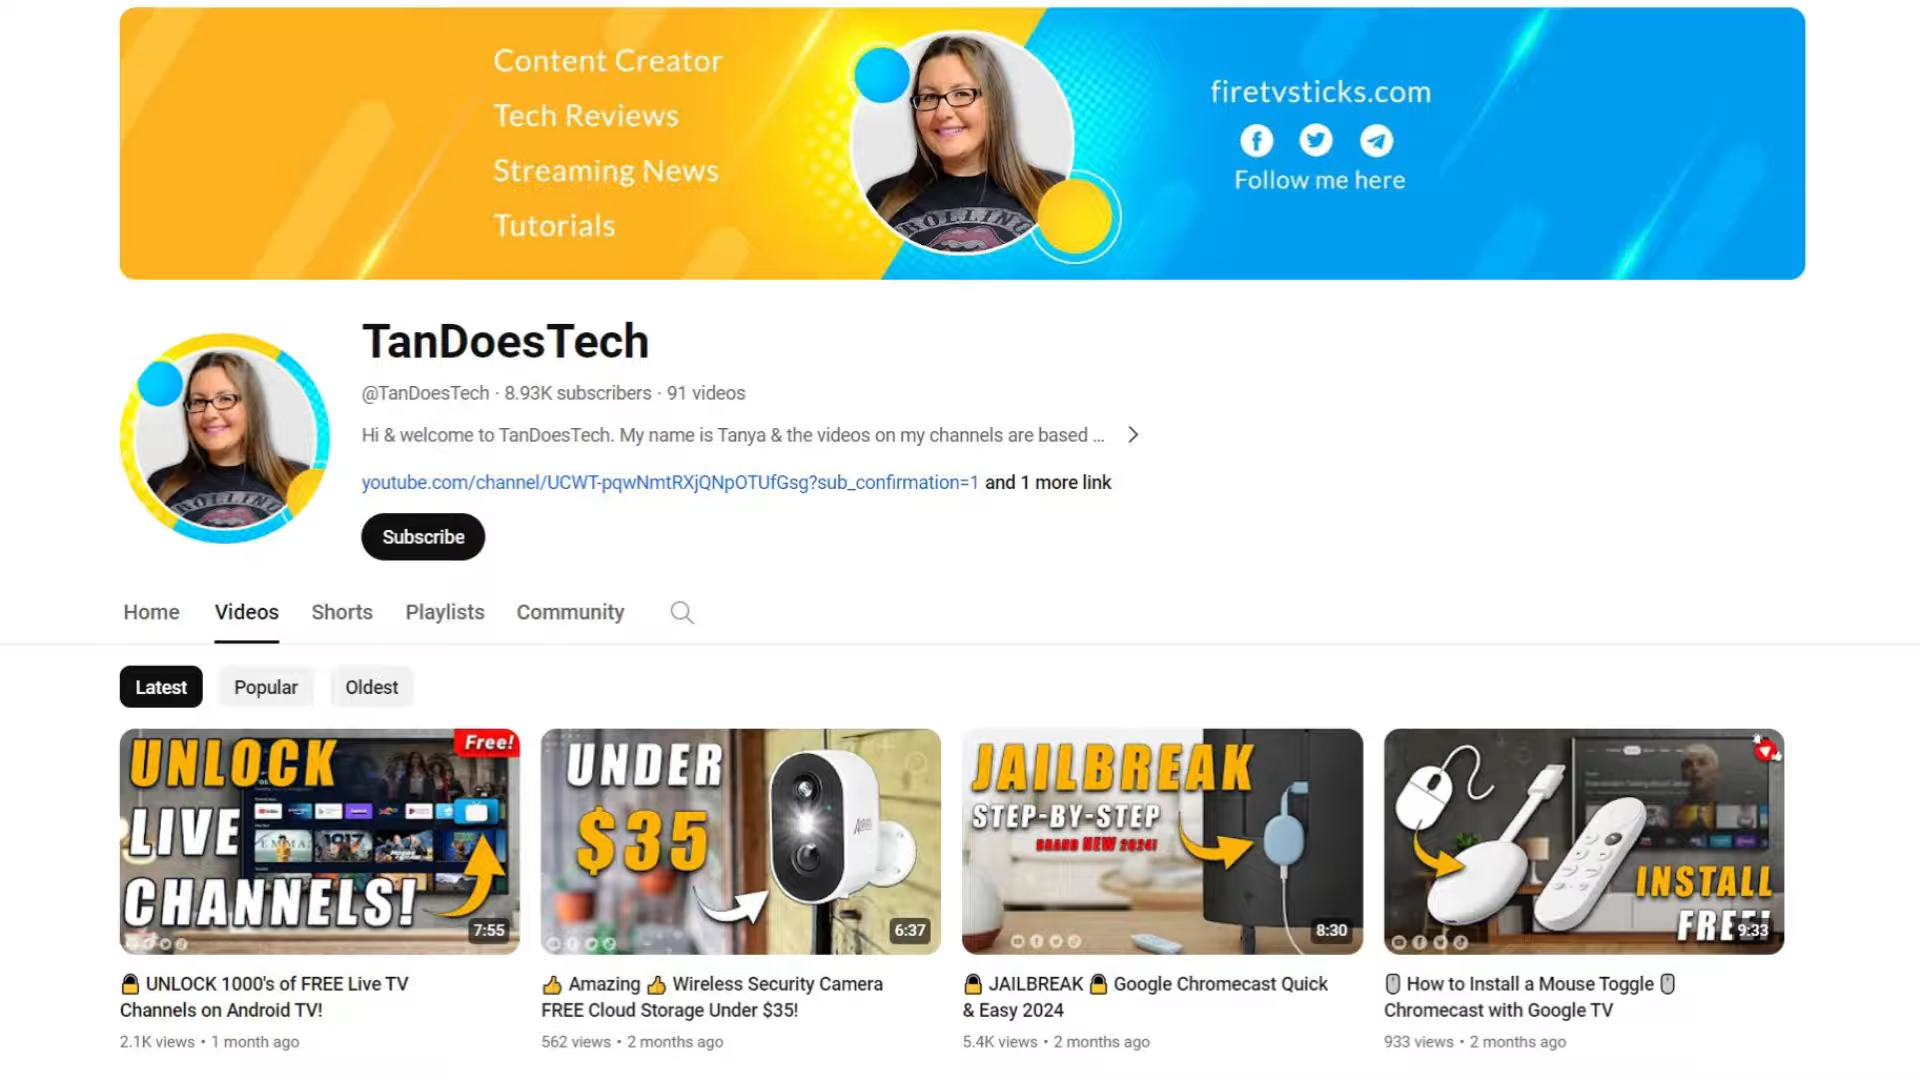 Content Creator
Tech Reviews
Streaming News
Tutorials
ROLLING
firetvsticks.com
Follow me here
ROLLING
TanDoesTech
@TanDoesTech · 8.93K subscribers · 91 videos
Hi & welcome to TanDoesTech. My name is Tanya & the videos on my channels are based ...
youtube.com/channel/UCWT-pqwNmtRXjQNpOTUfGsg?sub_confirmation=1 and 1 more link
Subscribe
Home Videos Shorts Playlists Community
Latest Popular Oldest
UNLOCK
Free!
LIVE
CHANNELS!
7:55
UNDER
$35
6:37
JAILBREAK
STEP-BY-STEP
BRAND NEW 2024!
8:30
INSTALL
FREE!
9:33
🔒 UNLOCK 1000's of FREE Live TV
Channels on Android TV!
2.1K views • 1 month ago
👍 Amazing 👍 Wireless Security Camera
FREE Cloud Storage Under $35!
562 views • 2 months ago
🔒 JAILBREAK 🔒 Google Chromecast Quick
& Easy 2024
5.4K views • 2 months ago
🖱 How to Install a Mouse Toggle 🖱
Chromecast with Google TV
933 views • 2 months ago